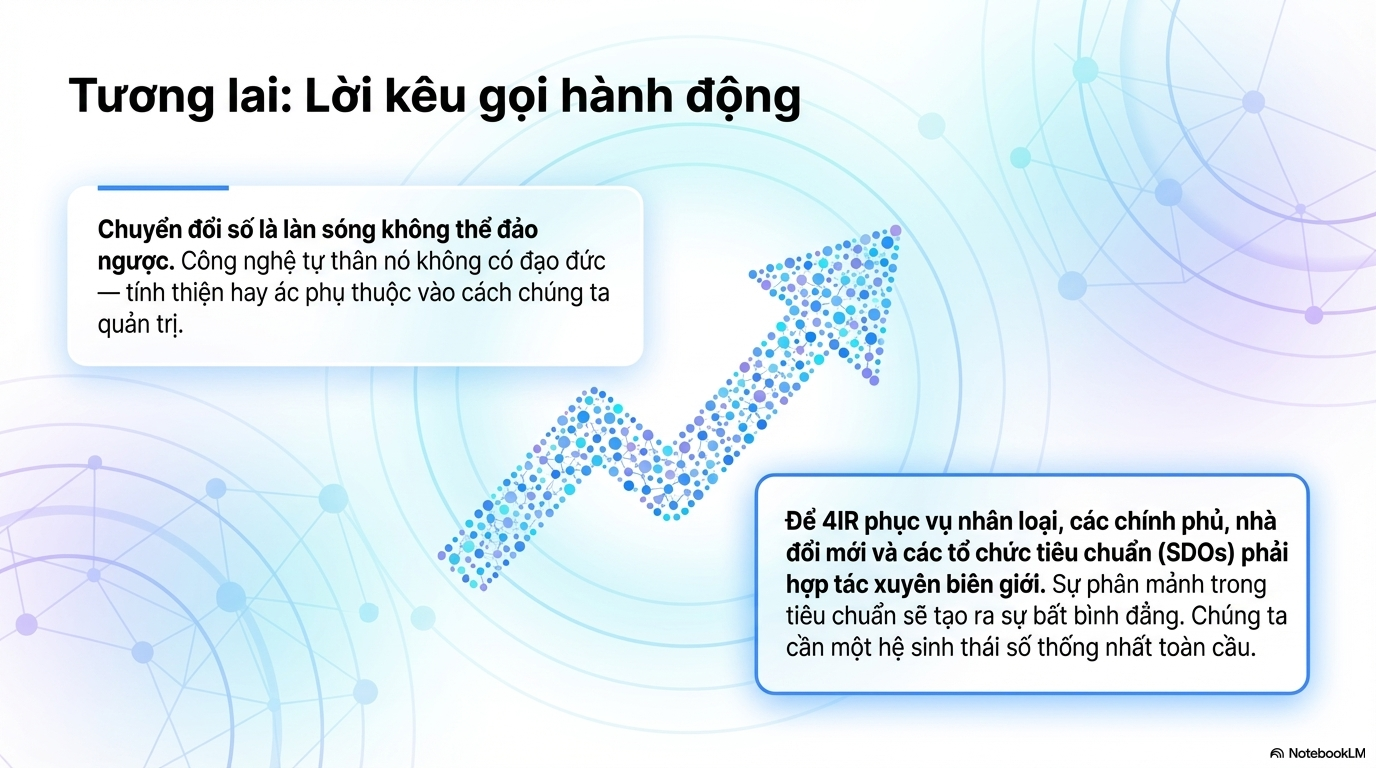 Tương lai: Lời kêu gọi hành động
Chuyển đổi số là làn sóng không thể đảo
ngược. Công nghệ tự thân nó không có đạo đức
— tính thiện hay ác phụ thuộc vào cách chúng ta
quản trị.
Để 4IR phục vụ nhân loại, các chính phủ, nhà
đổi mới và các tổ chức tiêu chuẩn (SDOs) phải
hợp tác xuyên biên giới. Sự phân mảnh trong
tiêu chuẩn sẽ tạo ra sự bất bình đẳng. Chúng ta
cần một hệ sinh thái số thống nhất toàn cầu.
NotebookLM